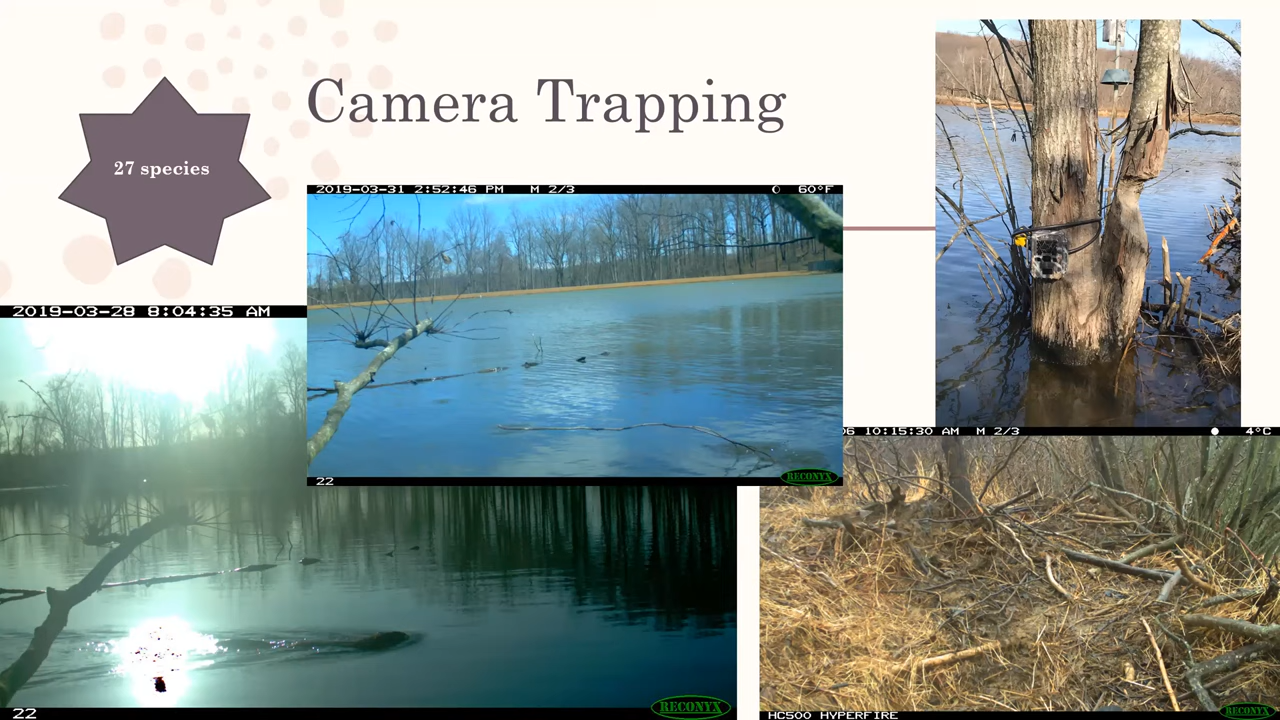 Camera Trapping
27 species
2019-03-31 2:52:46 PM M 2/3 60°F
22
RECONYX
2019-03-28 8:04:35 AM
22
RECONYX
06 10:15:30 AM M 2/3 4°C
HC500 HYPERFIRE
RECONYX